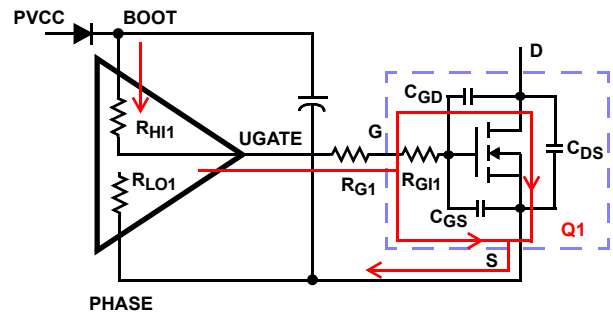 PVCC
BOOT
D
CGD
RHI1
UGATE
G
CDS
RLO1
RG1
RGI1
CGS
Q1
S
PHASE